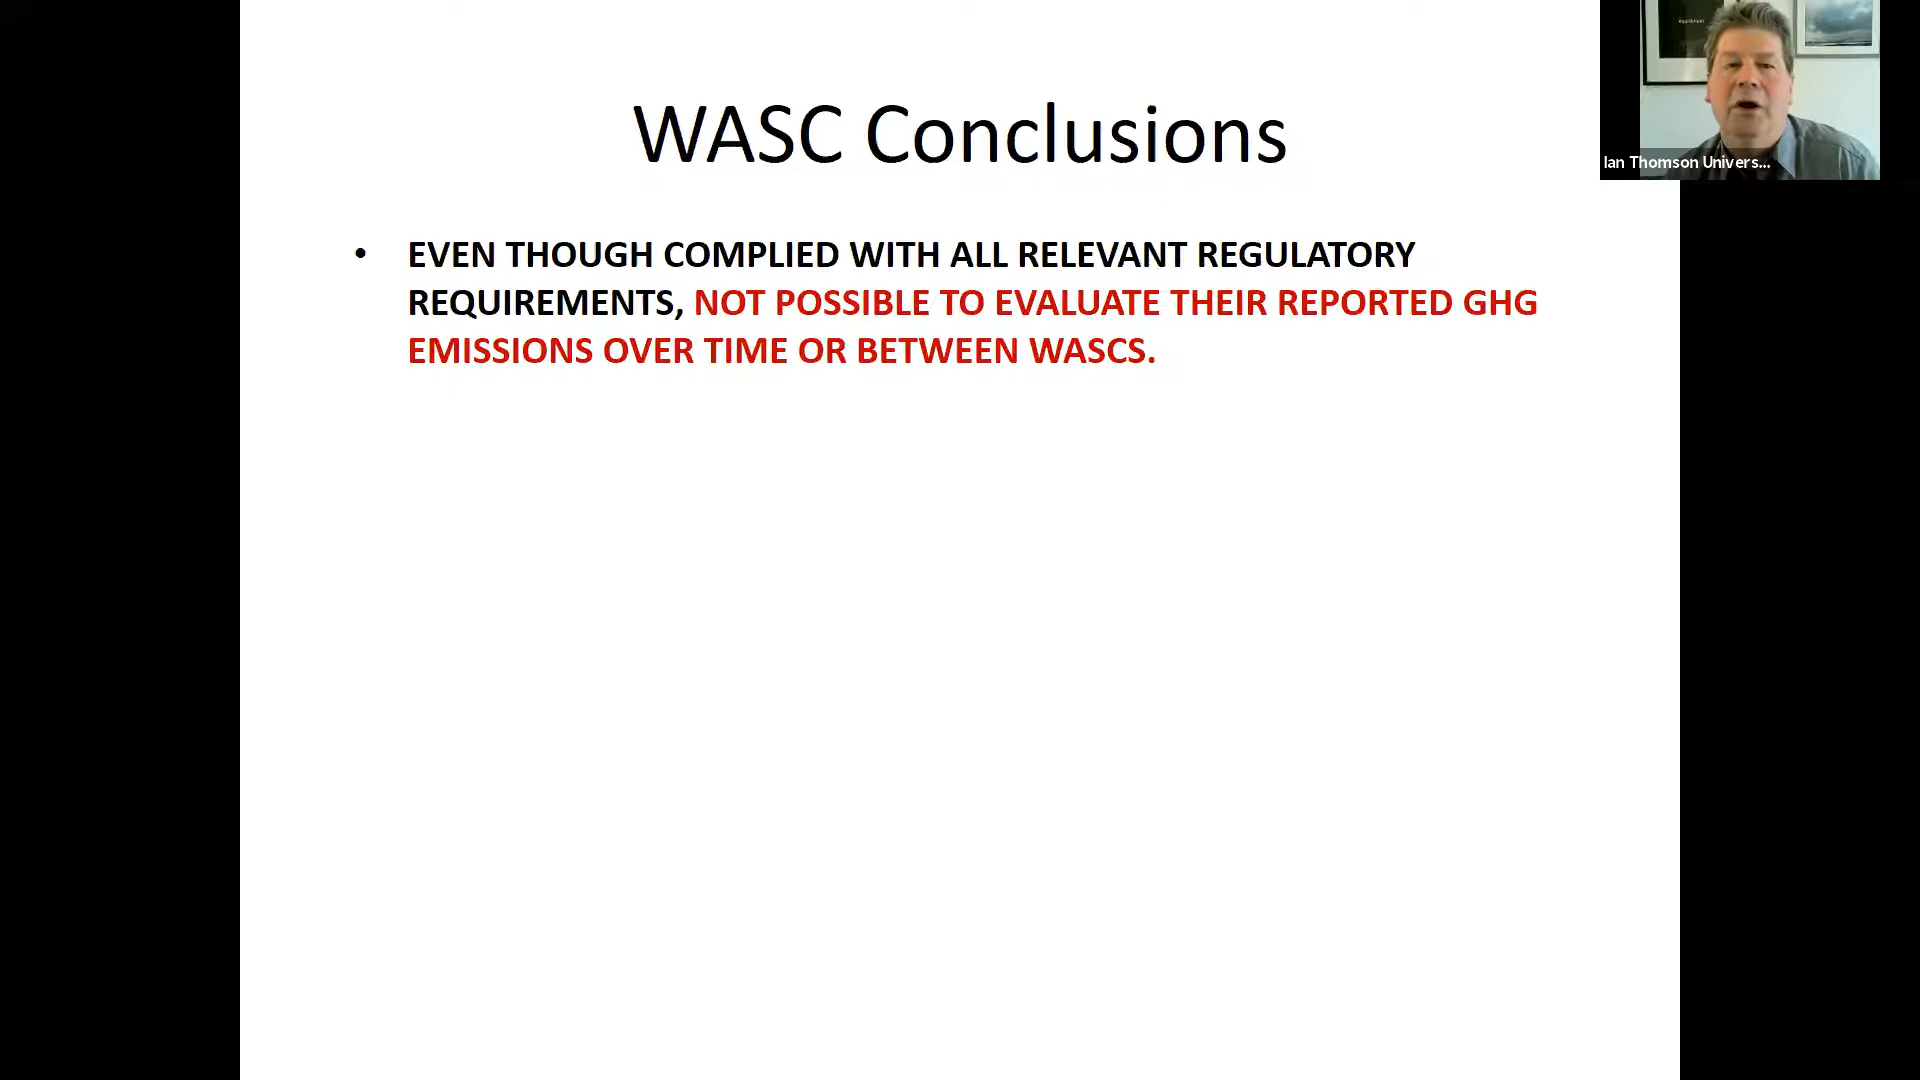 WASC Conclusions
• EVEN THOUGH COMPLIED WITH ALL RELEVANT REGULATORY
REQUIREMENTS, NOT POSSIBLE TO EVALUATE THEIR REPORTED GHG
EMISSIONS OVER TIME OR BETWEEN WASCS.
Ian Thomson Univers...